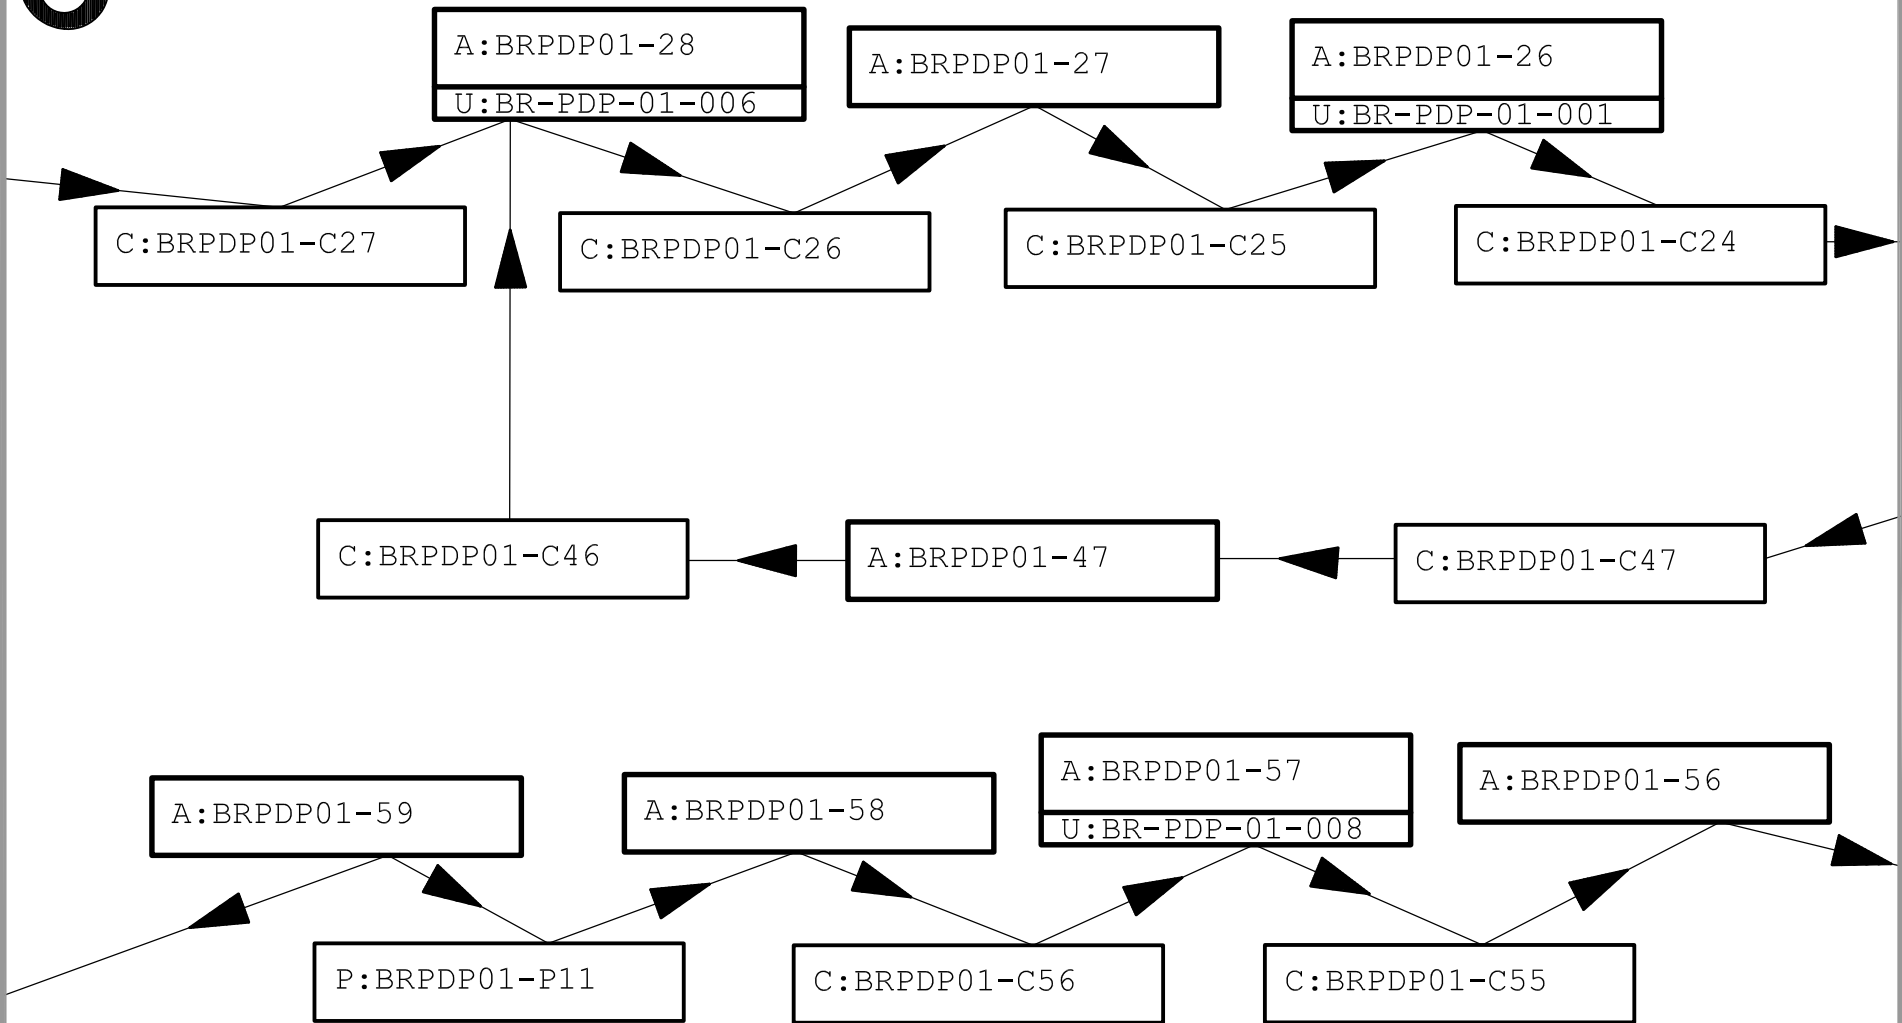 A:BRPDP01-28
U:BR-PDP-01-006
A:BRPDP01-27
A:BRPDP01-26
U:BR-PDP-01-001
C:BRPDP01-C27
C:BRPDP01-C26
C:BRPDP01-C25
C:BRPDP01-C24
C:BRPDP01-C46
A:BRPDP01-47
C:BRPDP01-C47
A:BRPDP01-59
A:BRPDP01-58
A:BRPDP01-57
U:BR-PDP-01-008
A:BRPDP01-56
P:BRPDP01-P11
C:BRPDP01-C56
C:BRPDP01-C55